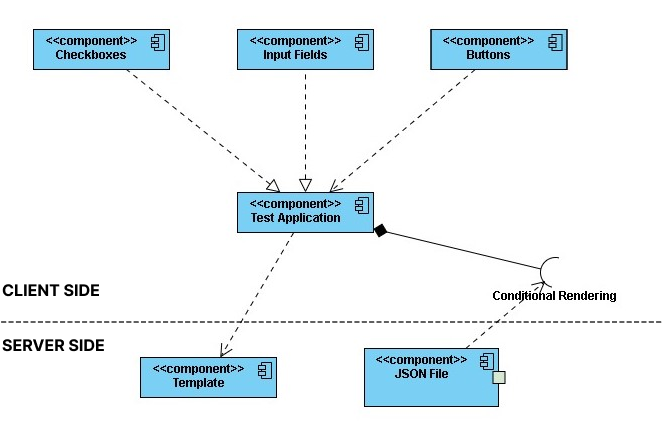 <<component>>
Checkboxes
<<component>>
Input Fields
<<component>>
Buttons
<<component>>
Test Application
CLIENT SIDE
Conditional Rendering
SERVER SIDE
<<component>>
Template
<<component>>
JSON File